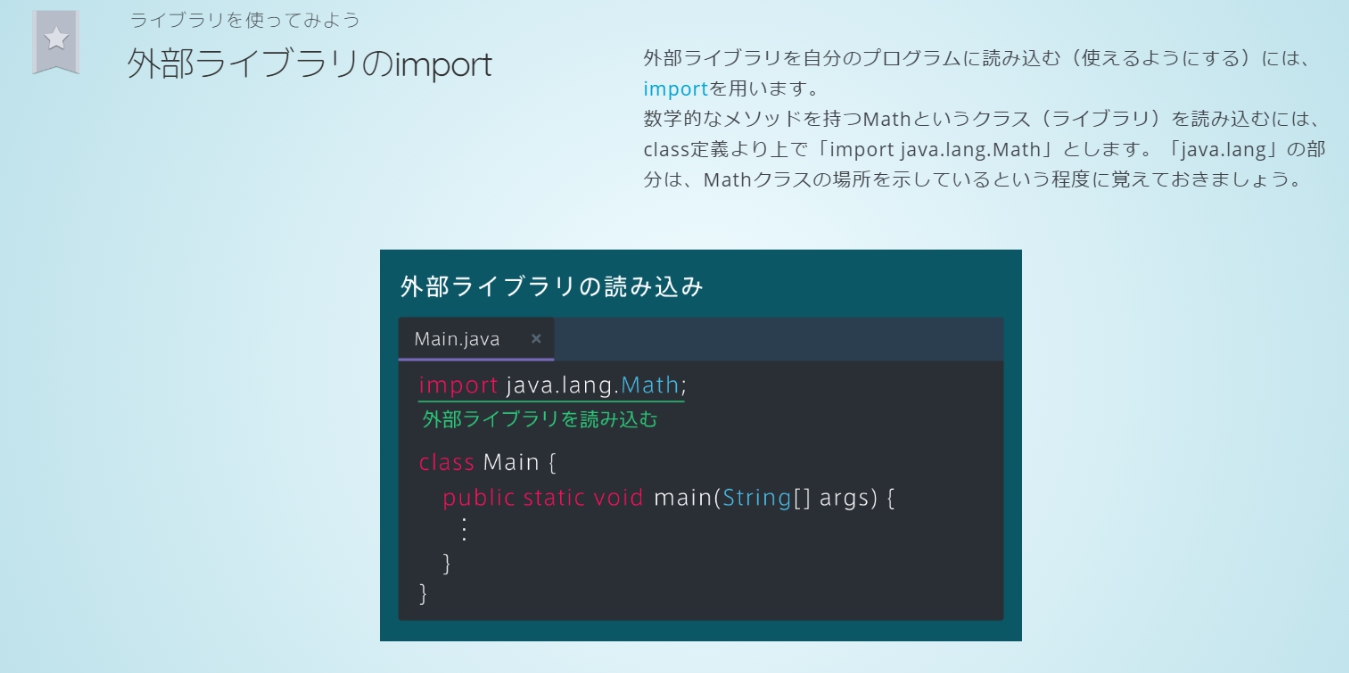 ライブラリを使ってみよう
外部ライブラリのimport
外部ライブラリを自分のプログラムに読み込む（使えるようにする）には、
importを用います。
数学的なメソッドを持つMathというクラス（ライブラリ）を読み込むには、
class定義より上で「import java.lang.Math」とします。「java.lang」の部
分は、Mathクラスの場所を示しているという程度に覚えておきましょう。
外部ライブラリの読み込み
Main.java ×
import java.lang.Math;
外部ライブラリを読み込む
class Main {
public static void main(String[] args) {
⋮
}
}